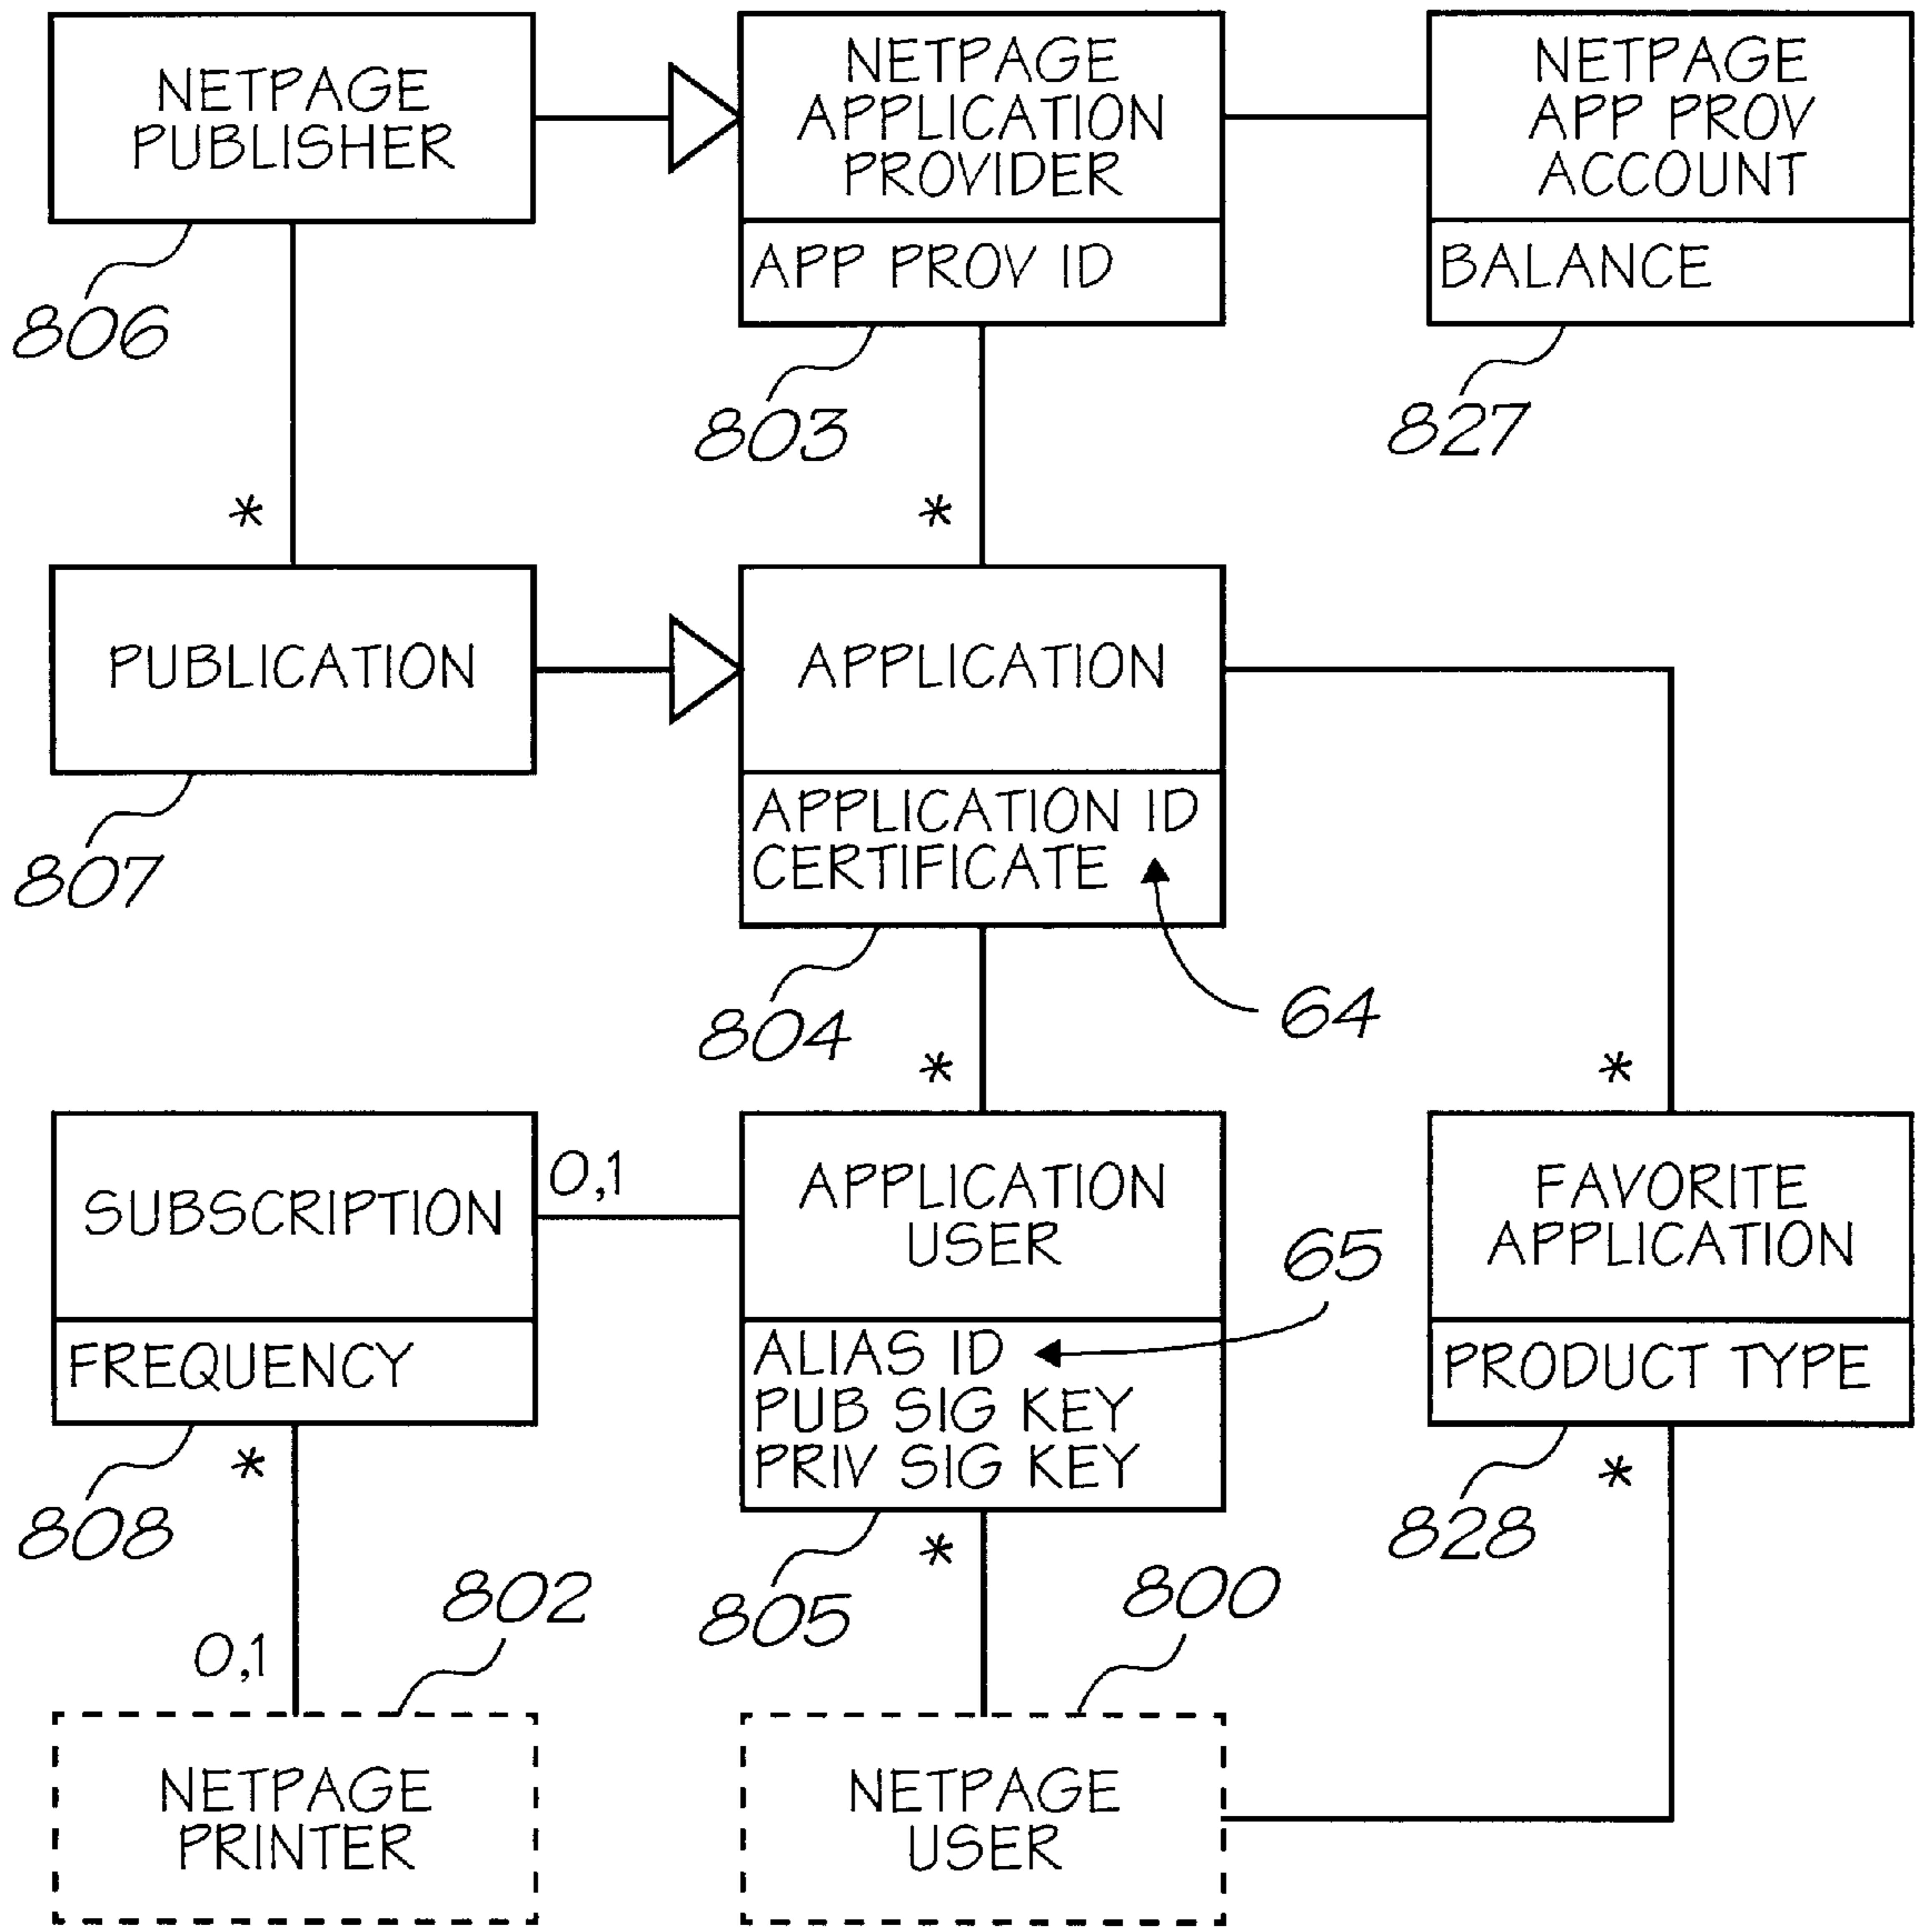 NETPAGE
PUBLISHER
NETPAGE
APPLICATION
PROVIDER
APP PROV ID
NETPAGE
APP PROV
ACCOUNT
BALANCE
806
803
827
*
*
PUBLICATION
APPLICATION
APPLICATION ID
CERTIFICATE
807
804
64
*
*
SUBSCRIPTION
FREQUENCY
0,1
APPLICATION
USER
ALIAS ID
PUB SIG KEY
PRIV SIG KEY
65
FAVORITE
APPLICATION
PRODUCT TYPE
808
*
802
0,1
805
*
800
828
*
NETPAGE
PRINTER
NETPAGE
USER